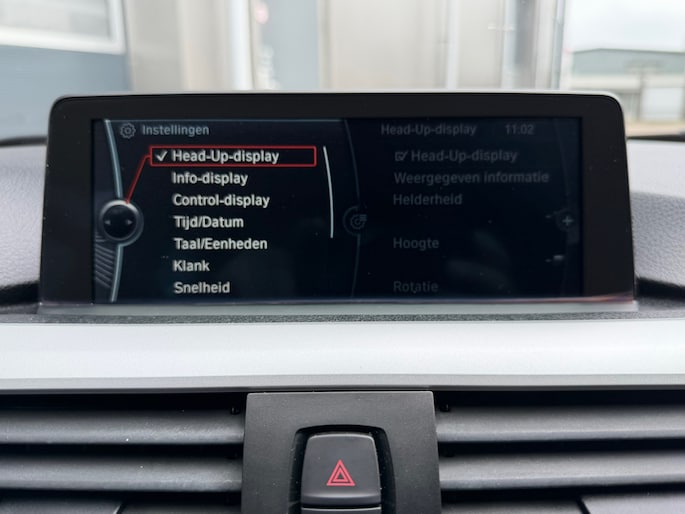 Instellingen
Head-Up-display
Info-display
Control-display
Tijd/Datum
Taal/Eenheden
Klank
Snelheid
Head-Up-display 11:02
Head-Up-display
Weergegeven informatie
Helderheid
Hoogte
Rotatie